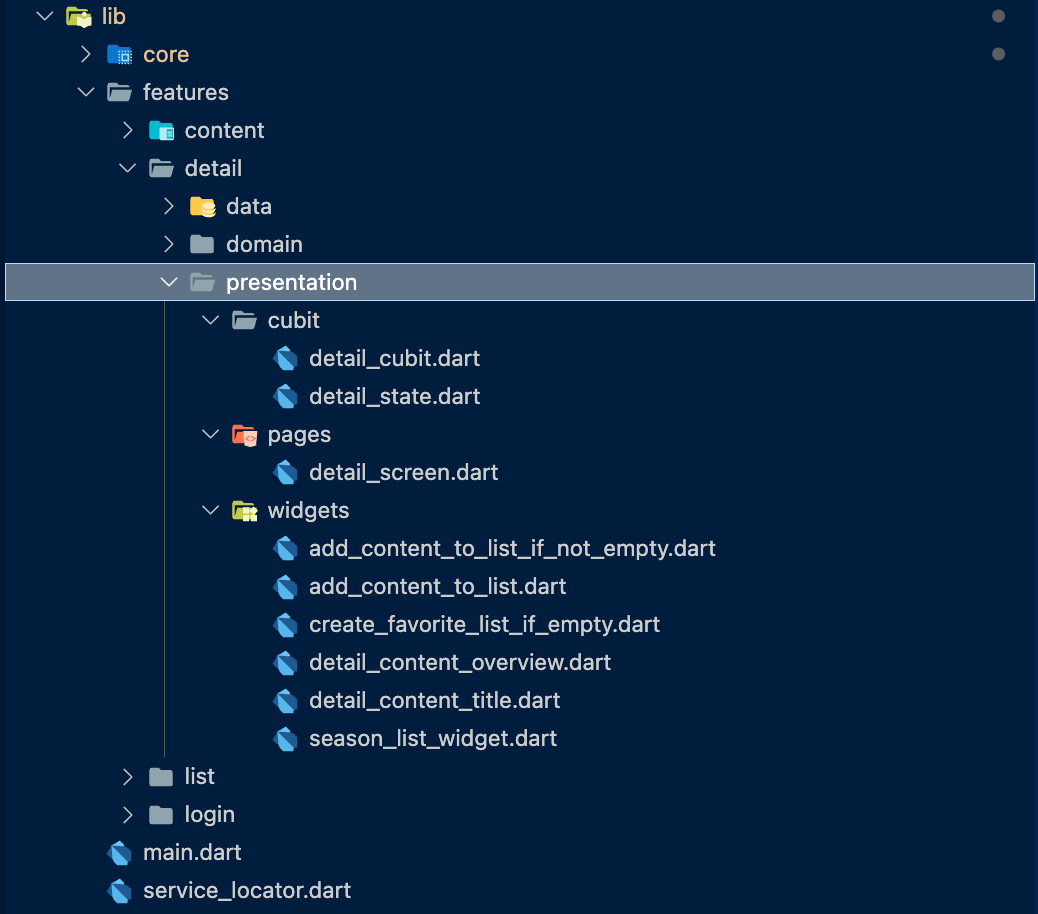 lib
core
features
content
detail
data
domain
presentation
cubit
detail_cubit.dart
detail_state.dart
pages
detail_screen.dart
widgets
add_content_to_list_if_not_empty.dart
add_content_to_list.dart
create_favorite_list_if_empty.dart
detail_content_overview.dart
detail_content_title.dart
season_list_widget.dart
list
login
main.dart
service_locator.dart